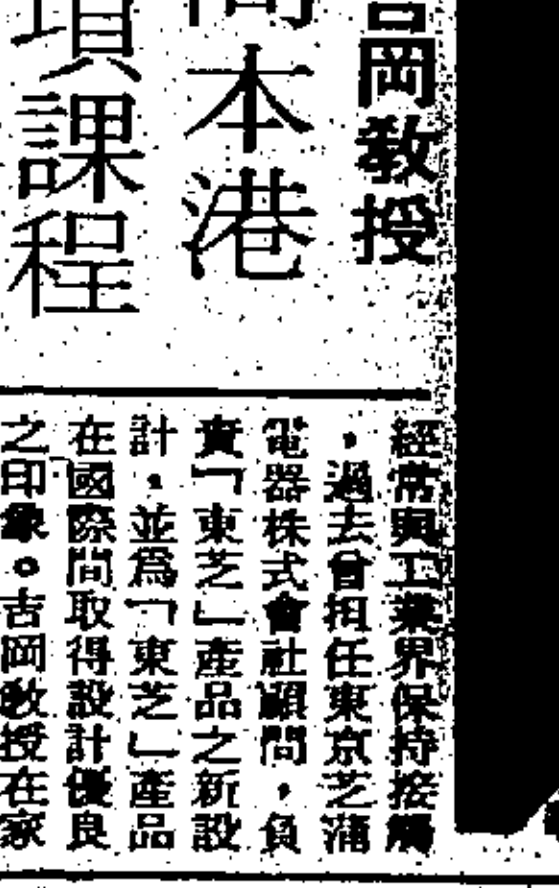 岡教授
本港
項課程
經常與工業界保持接觸
，過去曾担任東京芝浦
電器株式會社顧問，負
責「東芝」產品之新設
計，並爲「東芝」產品
在國際間取得設計優良
之印象。吉岡教授在家